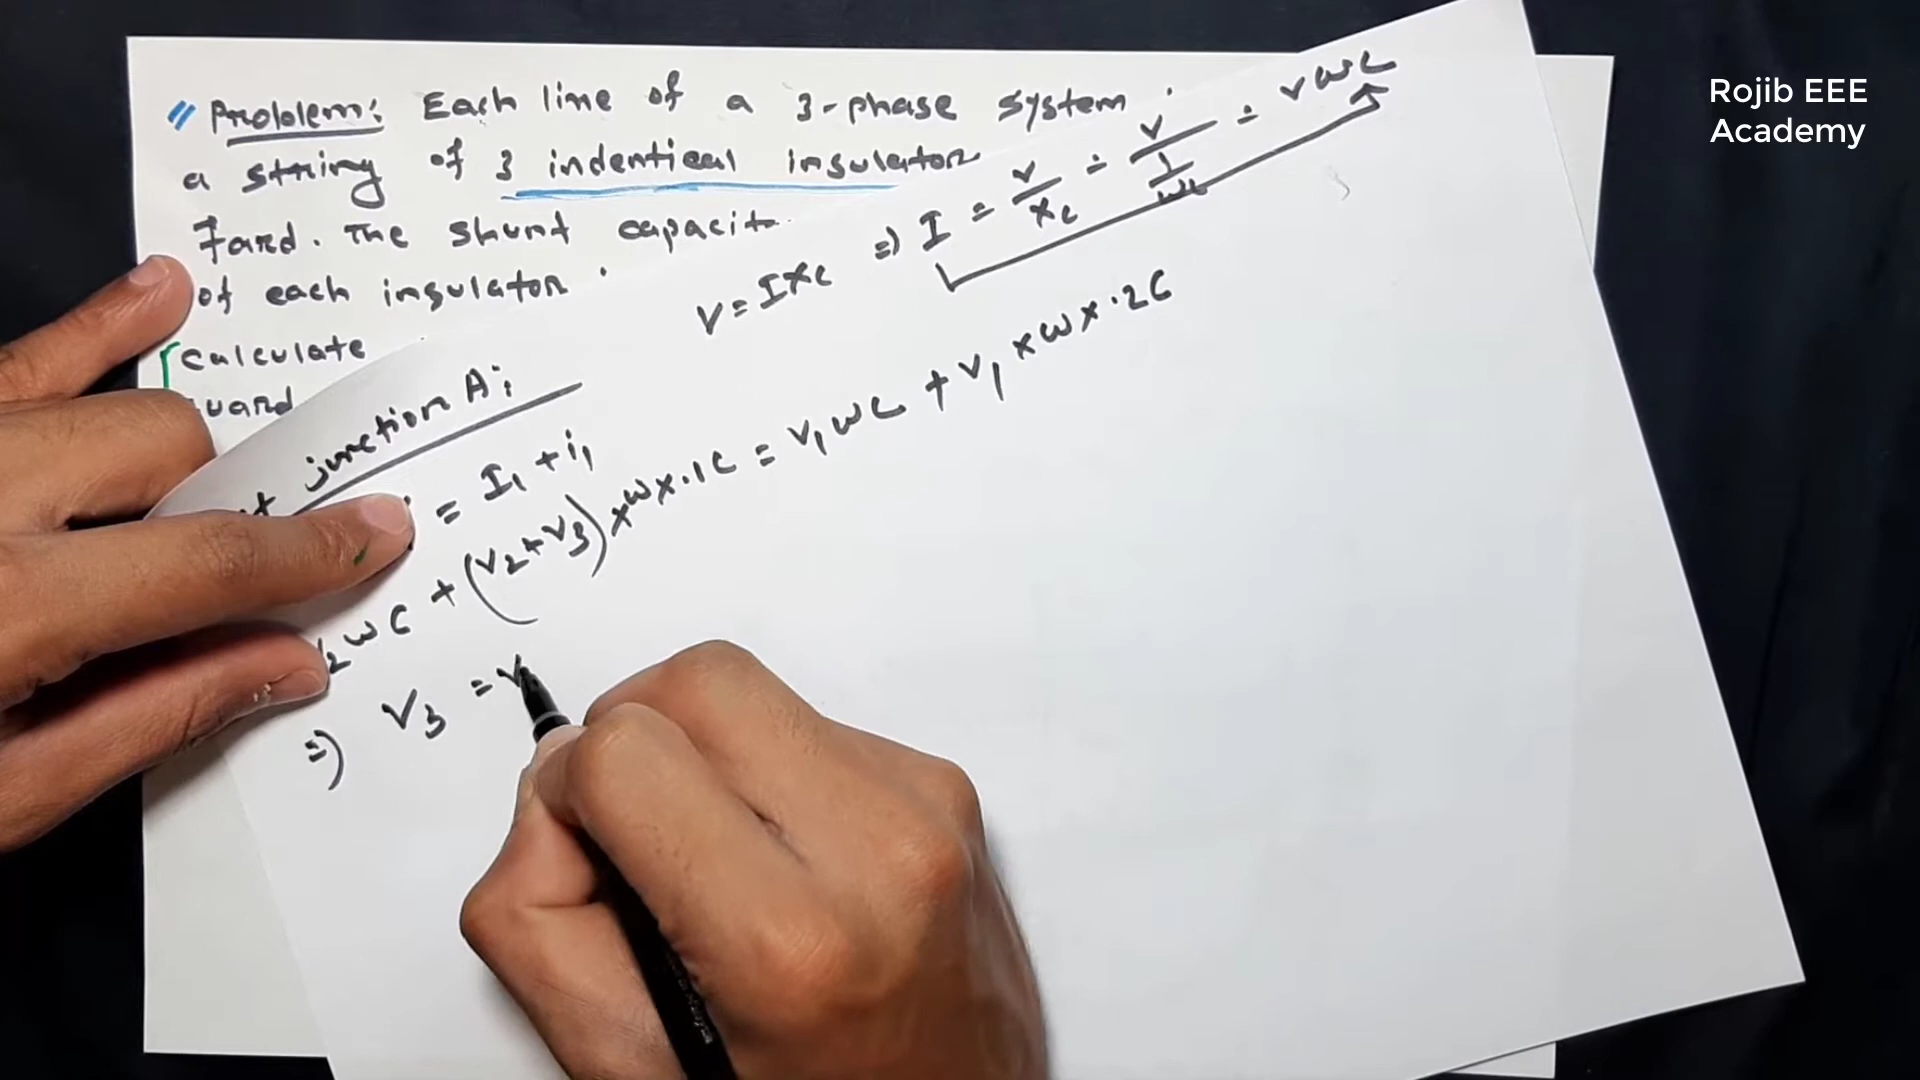 Rojib EEE
Academy
Problem: Each line of a 3-phase system
a string of 3 indentical insulator
Fard. The shunt
of each insulator
Calculate
junction A;
V = IXc => I = V/Xc = V/(1/ωc) = VωC
= I1 + i1
2ωC + (V2+V3) × ω × .1C = V1ωC + V1 × ω × .2C
=> V3 = V